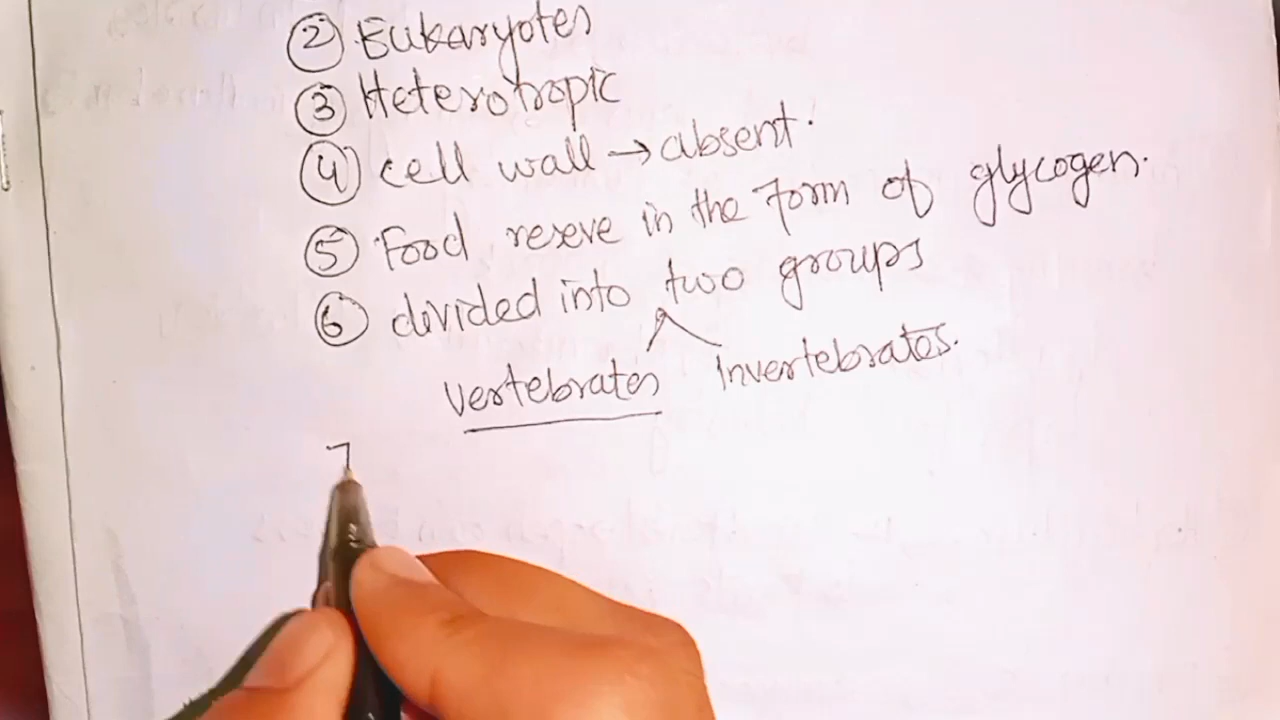 ② Eukaryotes
③ Heterotropic
④ cell wall → absent.
⑤ Food reseve in the form of glycogen.
⑥ divided into two groups
Vertebrates Invertebrates.
7